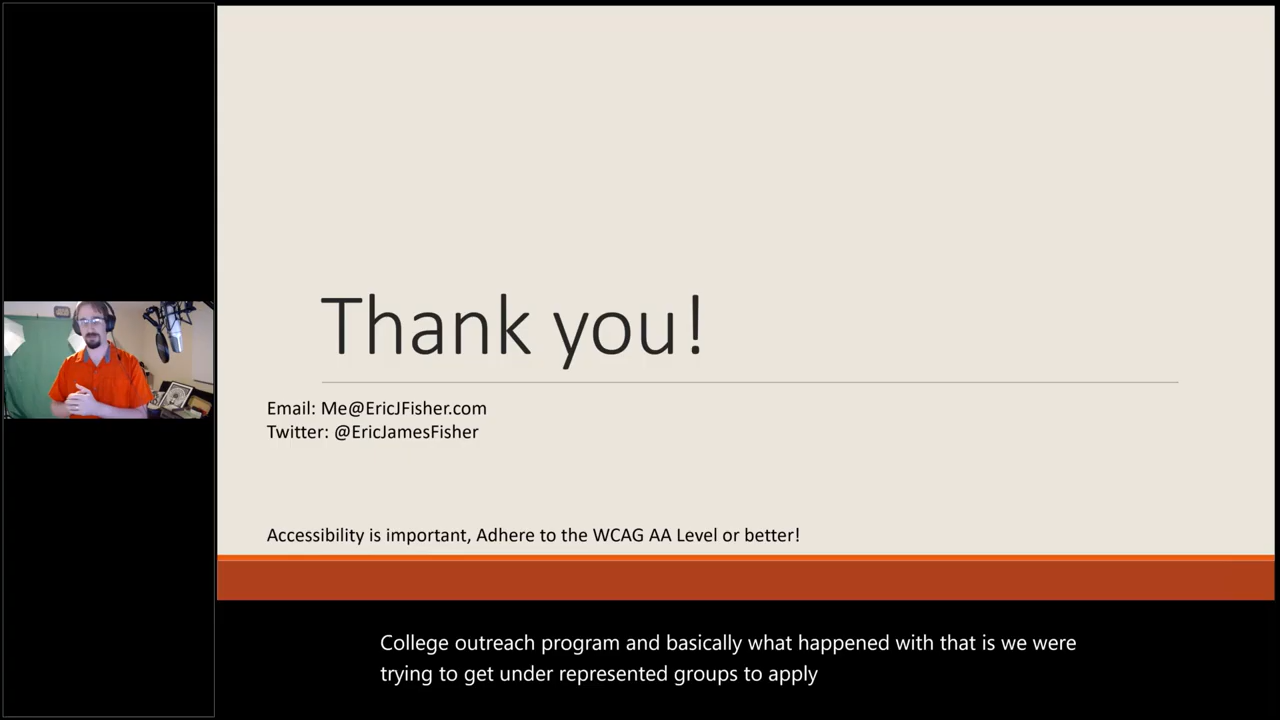 Thank you!
Email: Me@EricJFisher.com
Twitter: @EricJamesFisher
Accessibility is important, Adhere to the WCAG AA Level or better!
College outreach program and basically what happened with that is we were
trying to get under represented groups to apply